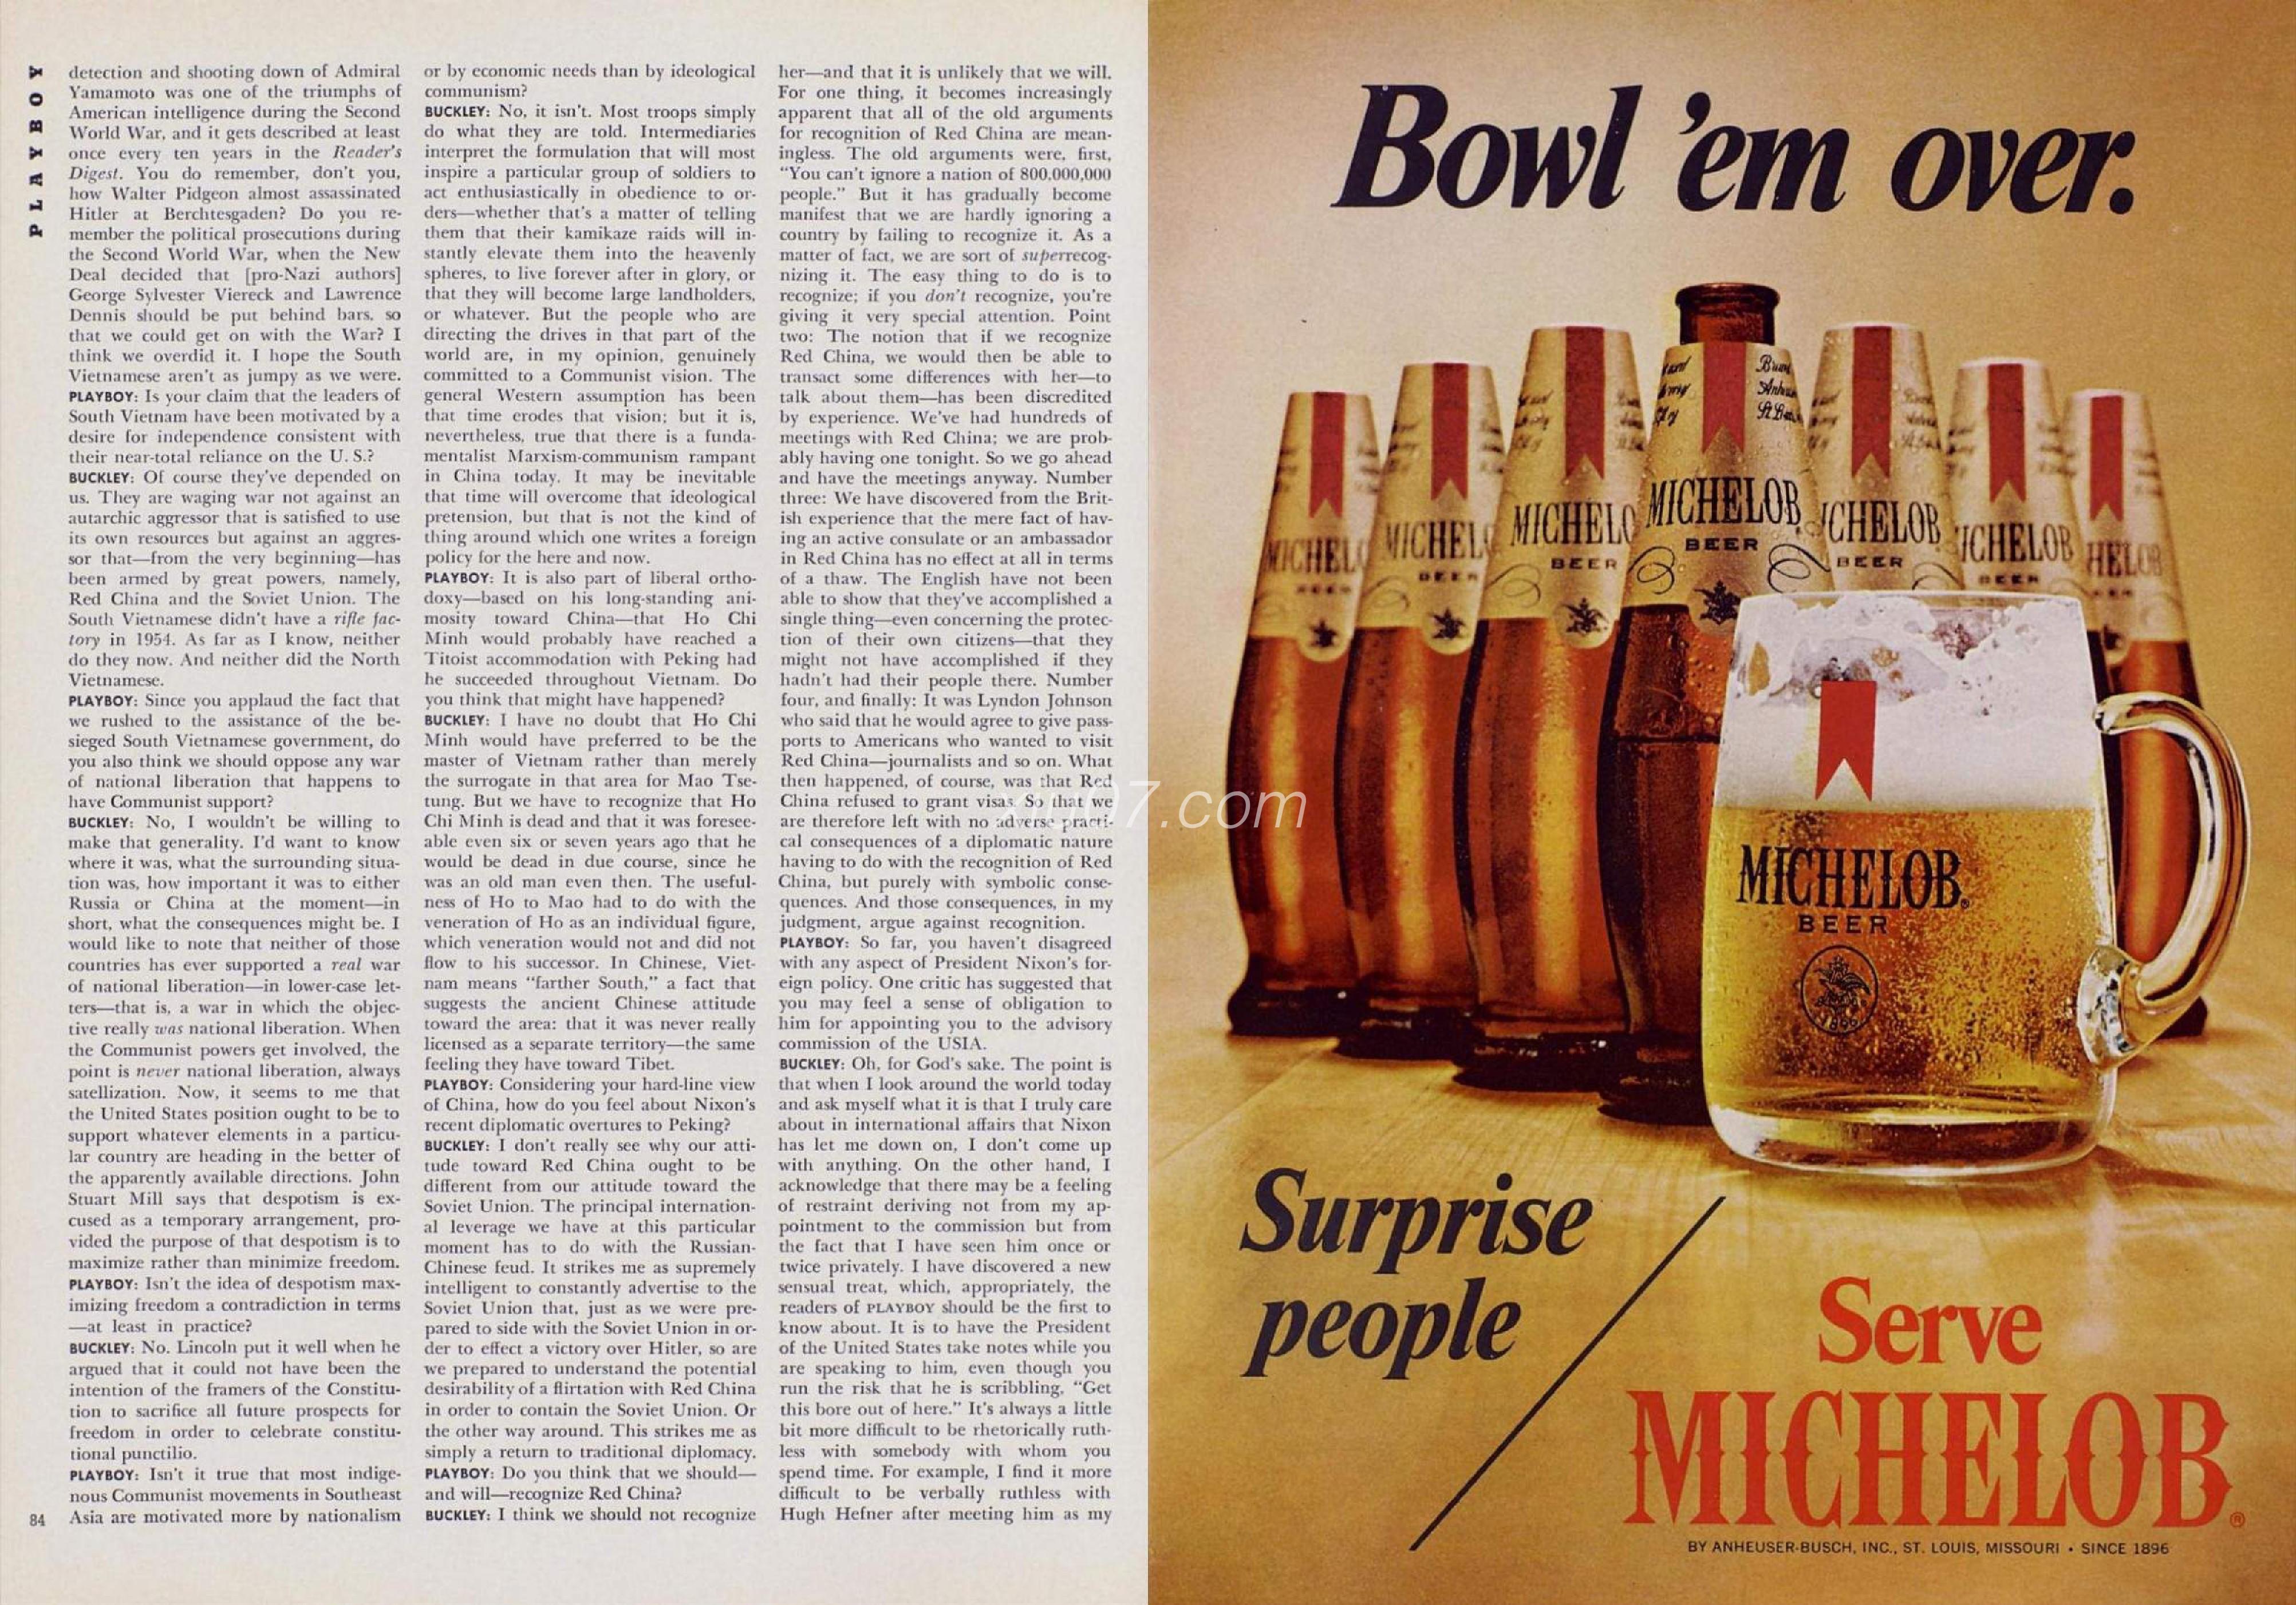 PLAYBOY
detection and shooting down of Admiral
Yamamoto was one of the triumphs of
American intelligence during the Second
World War, and it gets described at least
once every ten years in the Reader's
Digest. You do remember, don't you,
how Walter Pidgeon almost assassinated
Hitler at Berchtesgaden? Do you re-
member the political prosecutions during
the Second World War, when the New
Deal decided that [pro-Nazi authors]
George Sylvester Viereck and Lawrence
Dennis should be put behind bars, so
that we could get on with the War? I
think we overdid it. I hope the South
Vietnamese aren't as jumpy as we were.
PLAYBOY: Is your claim that the leaders of
South Vietnam have been motivated by a
desire for independence consistent with
their near-total reliance on the U. S.?
BUCKLEY: Of course they've depended on
us. They are waging war not against an
autarchic aggressor that is satisfied to use
its own resources but against an aggres-
sor that—from the very beginning—has
been armed by great powers, namely,
Red China and the Soviet Union. The
South Vietnamese didn't have a rifle fac-
tory in 1954. As far as I know, neither
do they now. And neither did the North
Vietnamese.
PLAYBOY: Since you applaud the fact that
we rushed to the assistance of the be-
sieged South Vietnamese government, do
you also think we should oppose any war
of national liberation that happens to
have Communist support?
BUCKLEY: No, I wouldn't be willing to
make that generality. I'd want to know
where it was, what the surrounding situa-
tion was, how important it was to either
Russia or China at the moment—in
short, what the consequences might be. I
would like to note that neither of those
countries has ever supported a real war
of national liberation—in lower-case let-
ters—that is, a war in which the objec-
tive really was national liberation. When
the Communist powers get involved, the
point is never national liberation, always
satellization. Now, it seems to me that
the United States position ought to be to
support whatever elements in a particu-
lar country are heading in the better of
the apparently available directions. John
Stuart Mill says that despotism is ex-
cused as a temporary arrangement, pro-
vided the purpose of that despotism is to
maximize rather than minimize freedom.
PLAYBOY: Isn't the idea of despotism max-
imizing freedom a contradiction in terms
—at least in practice?
BUCKLEY: No. Lincoln put it well when he
argued that it could not have been the
intention of the framers of the Constitu-
tion to sacrifice all future prospects for
freedom in order to celebrate constitu-
tional punctilio.
PLAYBOY: Isn't it true that most indige-
nous Communist movements in Southeast
Asia are motivated more by nationalism
84
or by economic needs than by ideological
communism?
BUCKLEY: No, it isn't. Most troops simply
do what they are told. Intermediaries
interpret the formulation that will most
inspire a particular group of soldiers to
act enthusiastically in obedience to or-
ders—whether that's a matter of telling
them that their kamikaze raids will in-
stantly elevate them into the heavenly
spheres, to live forever after in glory, or
that they will become large landholders,
or whatever. But the people who are
directing the drives in that part of the
world are, in my opinion, genuinely
committed to a Communist vision. The
general Western assumption has been
that time erodes that vision; but it is,
nevertheless, true that there is a funda-
mentalist Marxism-communism rampant
in China today. It may be inevitable
that time will overcome that ideological
pretension, but that is not the kind of
thing around which one writes a foreign
policy for the here and now.
PLAYBOY: It is also part of liberal ortho-
doxy—based on his long-standing ani-
mosity toward China—that Ho Chi
Minh would probably have reached a
Titoist accommodation with Peking had
he succeeded throughout Vietnam. Do
you think that might have happened?
BUCKLEY: I have no doubt that Ho Chi
Minh would have preferred to be the
master of Vietnam rather than merely
the surrogate in that area for Mao Tse-
tung. But we have to recognize that Ho
Chi Minh is dead and that it was foresee-
able even six or seven years ago that he
would be dead in due course, since he
was an old man even then. The useful-
ness of Ho to Mao had to do with the
veneration of Ho as an individual figure,
which veneration would not and did not
flow to his successor. In Chinese, Viet-
nam means "farther South," a fact that
suggests the ancient Chinese attitude
toward the area: that it was never really
licensed as a separate territory—the same
feeling they have toward Tibet.
PLAYBOY: Considering your hard-line view
of China, how do you feel about Nixon's
recent diplomatic overtures to Peking?
BUCKLEY: I don't really see why our atti-
tude toward Red China ought to be
different from our attitude toward the
Soviet Union. The principal internation-
al leverage we have at this particular
moment has to do with the Russian-
Chinese feud. It strikes me as supremely
intelligent to constantly advertise to the
Soviet Union that, just as we were pre-
pared to side with the Soviet Union in or-
der to effect a victory over Hitler, so are
we prepared to understand the potential
desirability of a flirtation with Red China
in order to contain the Soviet Union. Or
the other way around. This strikes me as
simply a return to traditional diplomacy.
PLAYBOY: Do you think that we should—
and will—recognize Red China?
BUCKLEY: I think we should not recognize
her—and that it is unlikely that we will.
For one thing, it becomes increasingly
apparent that all of the old arguments
for recognition of Red China are mean-
ingless. The old arguments were, first,
"You can't ignore a nation of 800,000,000
people." But it has gradually become
manifest that we are hardly ignoring a
country by failing to recognize it. As a
matter of fact, we are sort of superrecog-
nizing it. The easy thing to do is to
recognize; if you don't recognize, you're
giving it very special attention. Point
two: The notion that if we recognize
Red China, we would then be able to
transact some differences with her—to
talk about them—has been discredited
by experience. We've had hundreds of
meetings with Red China; we are prob-
ably having one tonight. So we go ahead
and have the meetings anyway. Number
three: We have discovered from the Brit-
ish experience that the mere fact of hav-
ing an active consulate or an ambassador
in Red China has no effect at all in terms
of a thaw. The English have not been
able to show that they've accomplished a
single thing—even concerning the protec-
tion of their own citizens—that they
might not have accomplished if they
hadn't had their people there. Number
four, and finally: It was Lyndon Johnson
who said that he would agree to give pass-
ports to Americans who wanted to visit
Red China—journalists and so on. What
then happened, of course, was that Red
China refused to grant visas. So that we
are therefore left with no adverse practi-
cal consequences of a diplomatic nature
having to do with the recognition of Red
China, but purely with symbolic conse-
quences. And those consequences, in my
judgment, argue against recognition.
PLAYBOY: So far, you haven't disagreed
with any aspect of President Nixon's for-
eign policy. One critic has suggested that
you may feel a sense of obligation to
him for appointing you to the advisory
commission of the USIA.
BUCKLEY: Oh, for God's sake. The point is
that when I look around the world today
and ask myself what it is that I truly care
about in international affairs that Nixon
has let me down on, I don't come up
with anything. On the other hand, I
acknowledge that there may be a feeling
of restraint deriving not from my ap-
pointment to the commission but from
the fact that I have seen him once or
twice privately. I have discovered a new
sensual treat, which, appropriately, the
readers of PLAYBOY should be the first to
know about. It is to have the President
of the United States take notes while you
are speaking to him, even though you
run the risk that he is scribbling, "Get
this bore out of here." It's always a little
bit more difficult to be rhetorically ruth-
less with somebody with whom you
spend time. For example, I find it more
difficult to be verbally ruthless with
Hugh Hefner after meeting him as my
Bowl 'em over.
MICHELOB
BEER
MICHELOB
BEER
1896
Surprise
people
Serve
MICHELOB®
BY ANHEUSER-BUSCH, INC., ST. LOUIS, MISSOURI • SINCE 1896